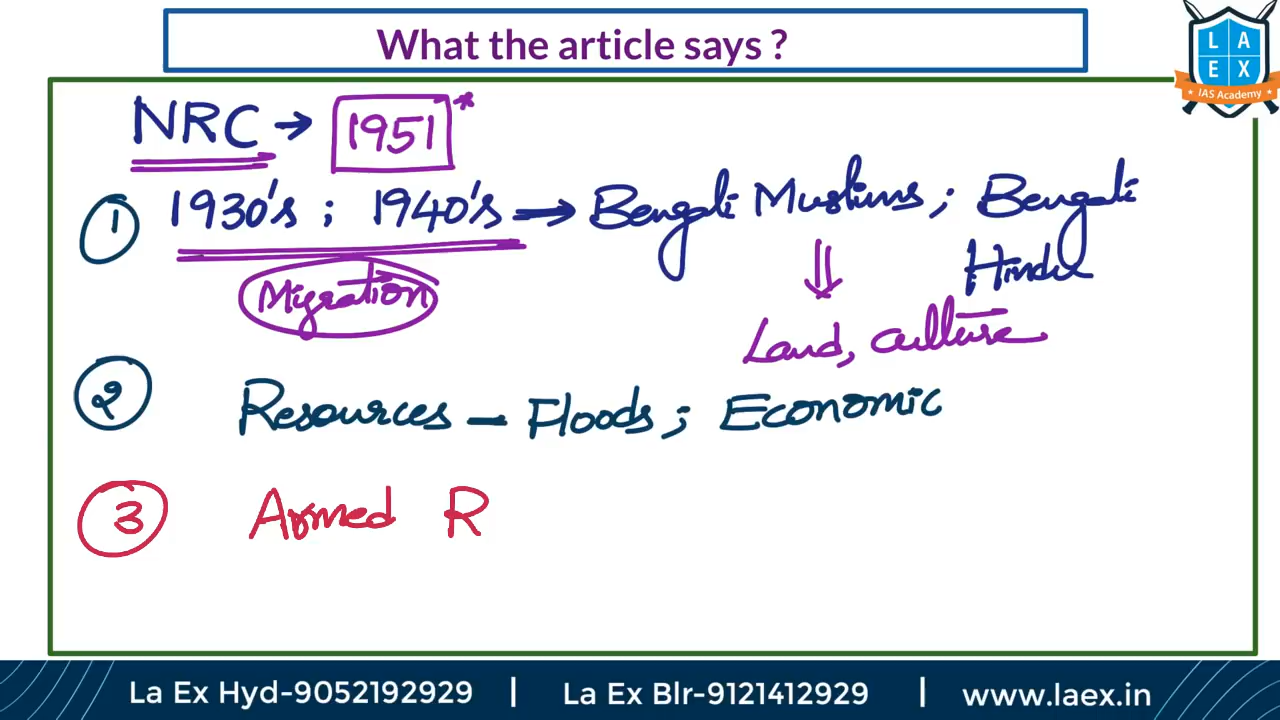 What the article says ?
L A
E X
IAS Academy
NRC → 1951 *
1 1930's ; 1940's → Bengali Muslims ; Bengali
Hindu
Migration
Land, culture
2 Resources - Floods ; Economic
3 Armed R
La Ex Hyd-9052192929 | La Ex Blr-9121412929 | www.laex.in